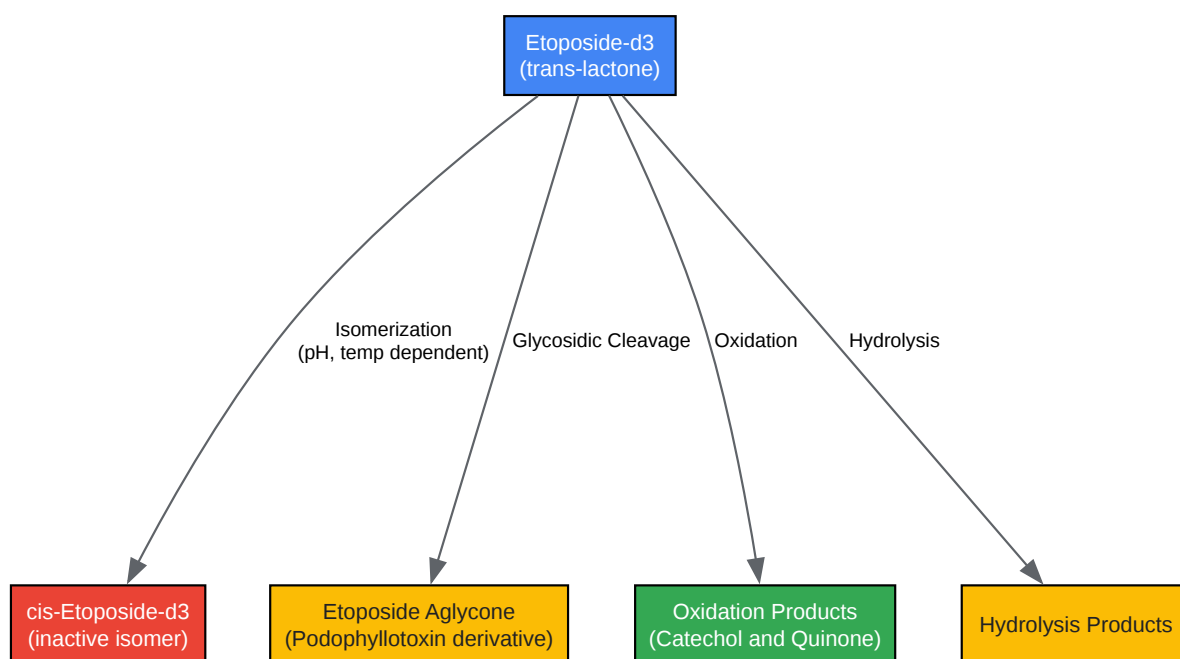 Etoposide-d3
(trans-lactone)
Isomerization
(pH, temp dependent)
Glycosidic Cleavage
Oxidation
Hydrolysis
cis-Etoposide-d3
(inactive isomer)
Etoposide Aglycone
(Podophyllotoxin derivative)
Oxidation Products
(Catechol and Quinone)
Hydrolysis Products